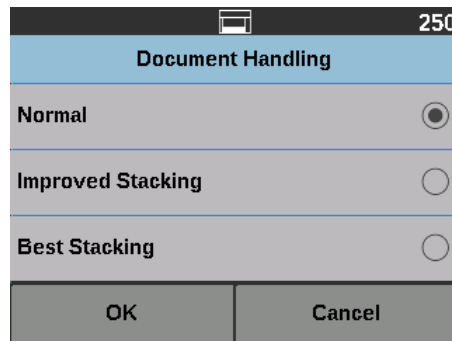 250
Document Handling
Normal
Improved Stacking
Best Stacking
OK
Cancel